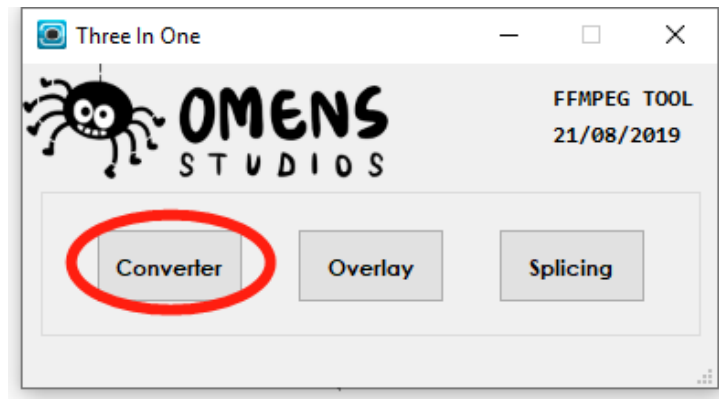 Three In One
OMENS
STUDIOS
FFMPEG TOOL
21/08/2019
Converter
Overlay
Splicing